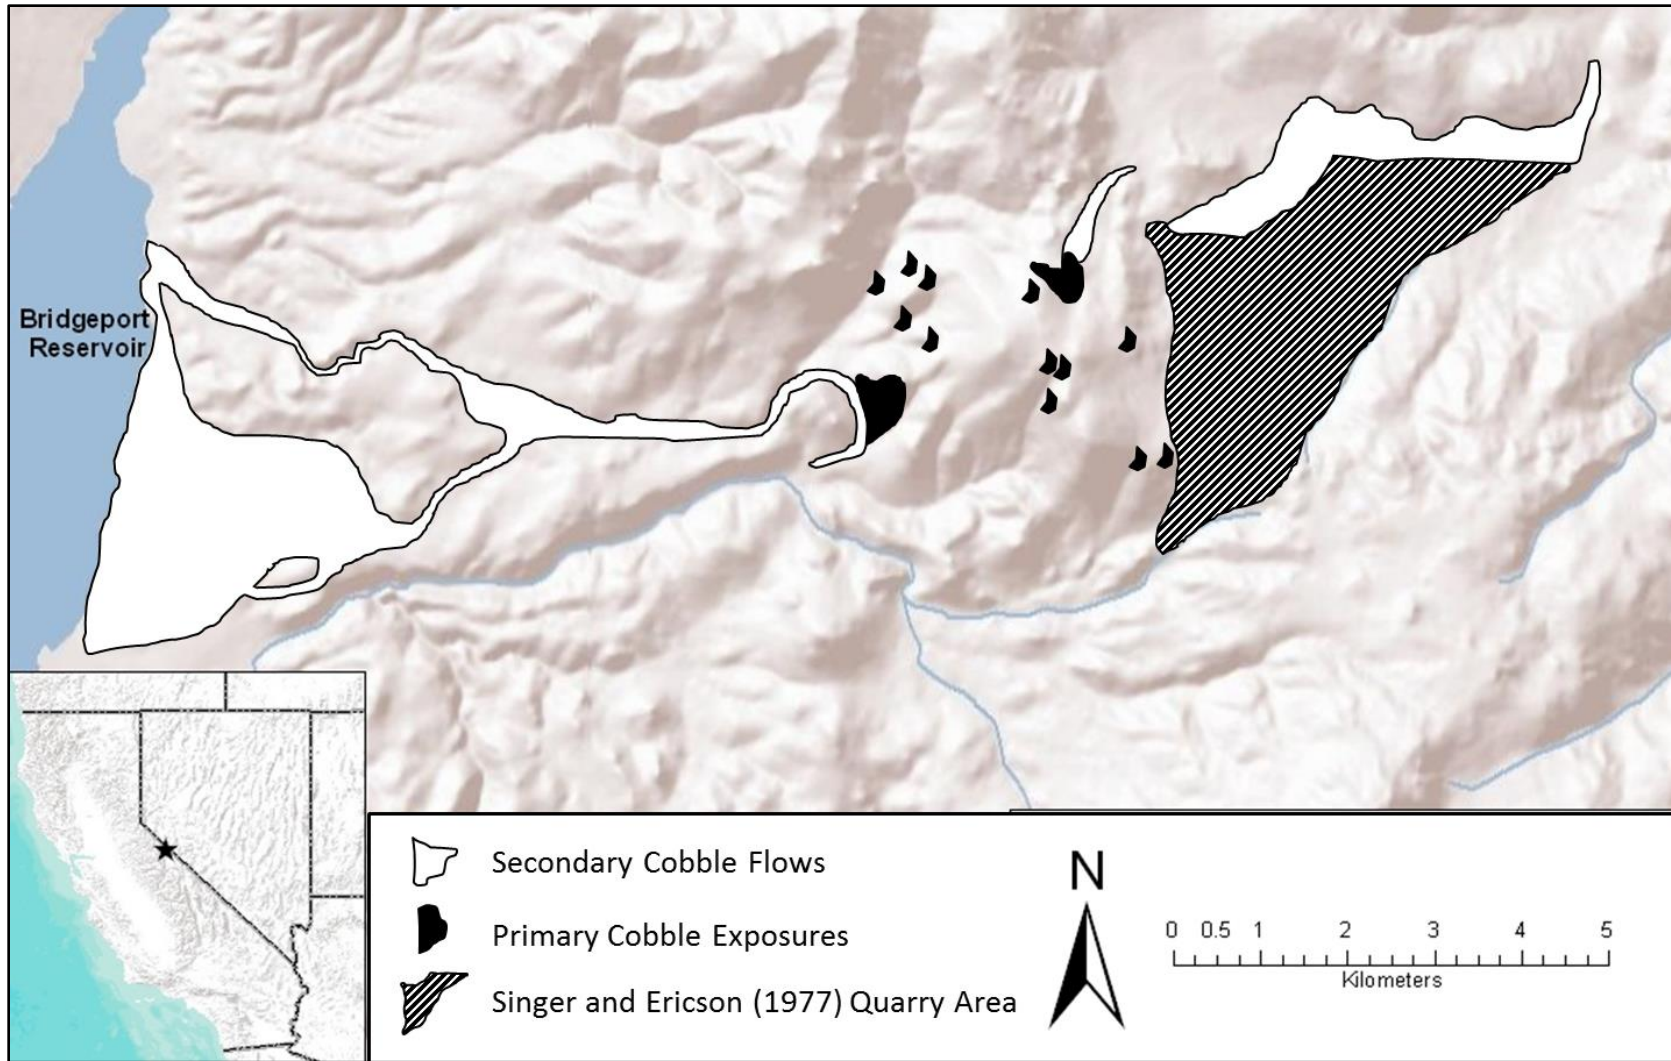 Bridgeport
Reservoir
Secondary Cobble Flows
Primary Cobble Exposures
Singer and Ericson (1977) Quarry Area
N
0 0.5 1 2 3 4 5
Kilometers